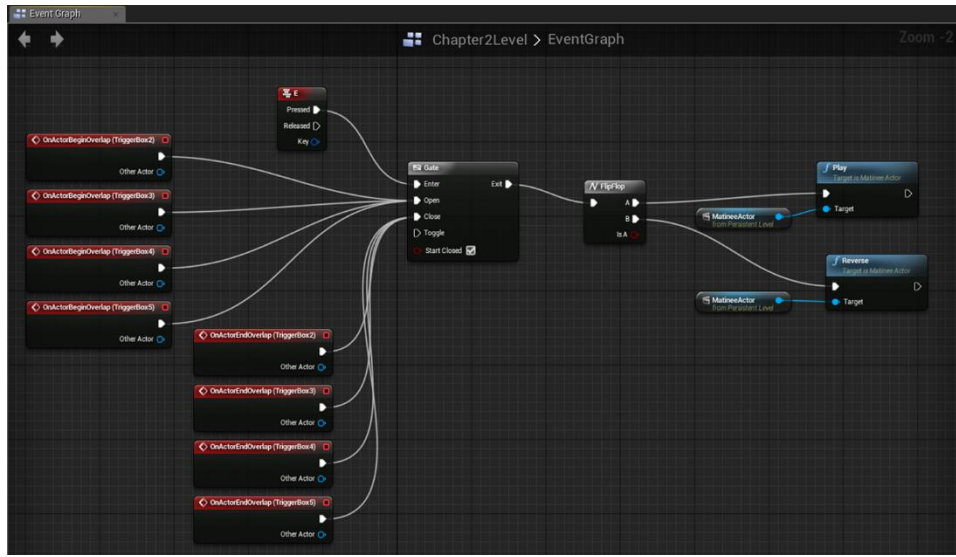 Event Graph
Chapter2Level > EventGraph
Zoom -2
E
Pressed
Released
Key
OnActorBeginOverlap (TriggerBox2)
Other Actor
OnActorBeginOverlap (TriggerBox3)
Other Actor
OnActorBeginOverlap (TriggerBox4)
Other Actor
OnActorBeginOverlap (TriggerBox5)
Other Actor
OnActorEndOverlap (TriggerBox2)
Other Actor
OnActorEndOverlap (TriggerBox3)
Other Actor
OnActorEndOverlap (TriggerBox4)
Other Actor
OnActorEndOverlap (TriggerBox5)
Other Actor
Gate
Enter Exit
Open
Close
Toggle
Start Closed
FlipFlop
A
B
Is A
MatineeActor
from Persistent Level
Play
Target is Matinee Actor
Target
MatineeActor
from Persistent Level
Reverse
Target is Matinee Actor
Target